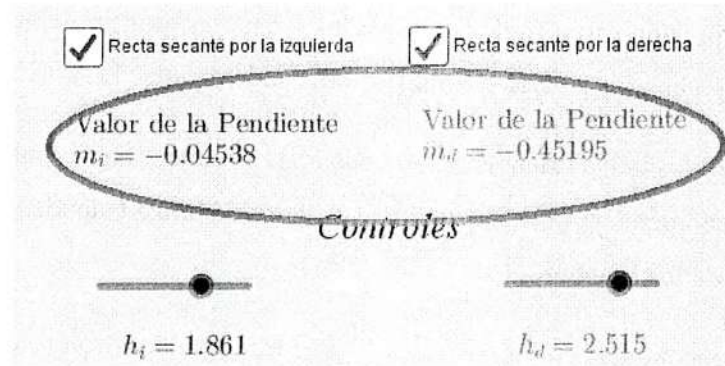 Recta secante por la izquierda
Recta secante por la derecha
Valor de la Pendiente
m_i = −0.04538
Valor de la Pendiente
m_d = −0.45195
Controles
h_i = 1.861
h_d = 2.515